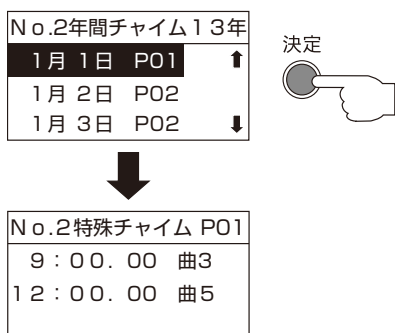 No.2年間チャイム13年
1月 1日 P01 ⬆
1月 2日 P02
1月 3日 P02 ⬇
決定
No.2特殊チャイム P01
9:00.00 曲3
12:00.00 曲5